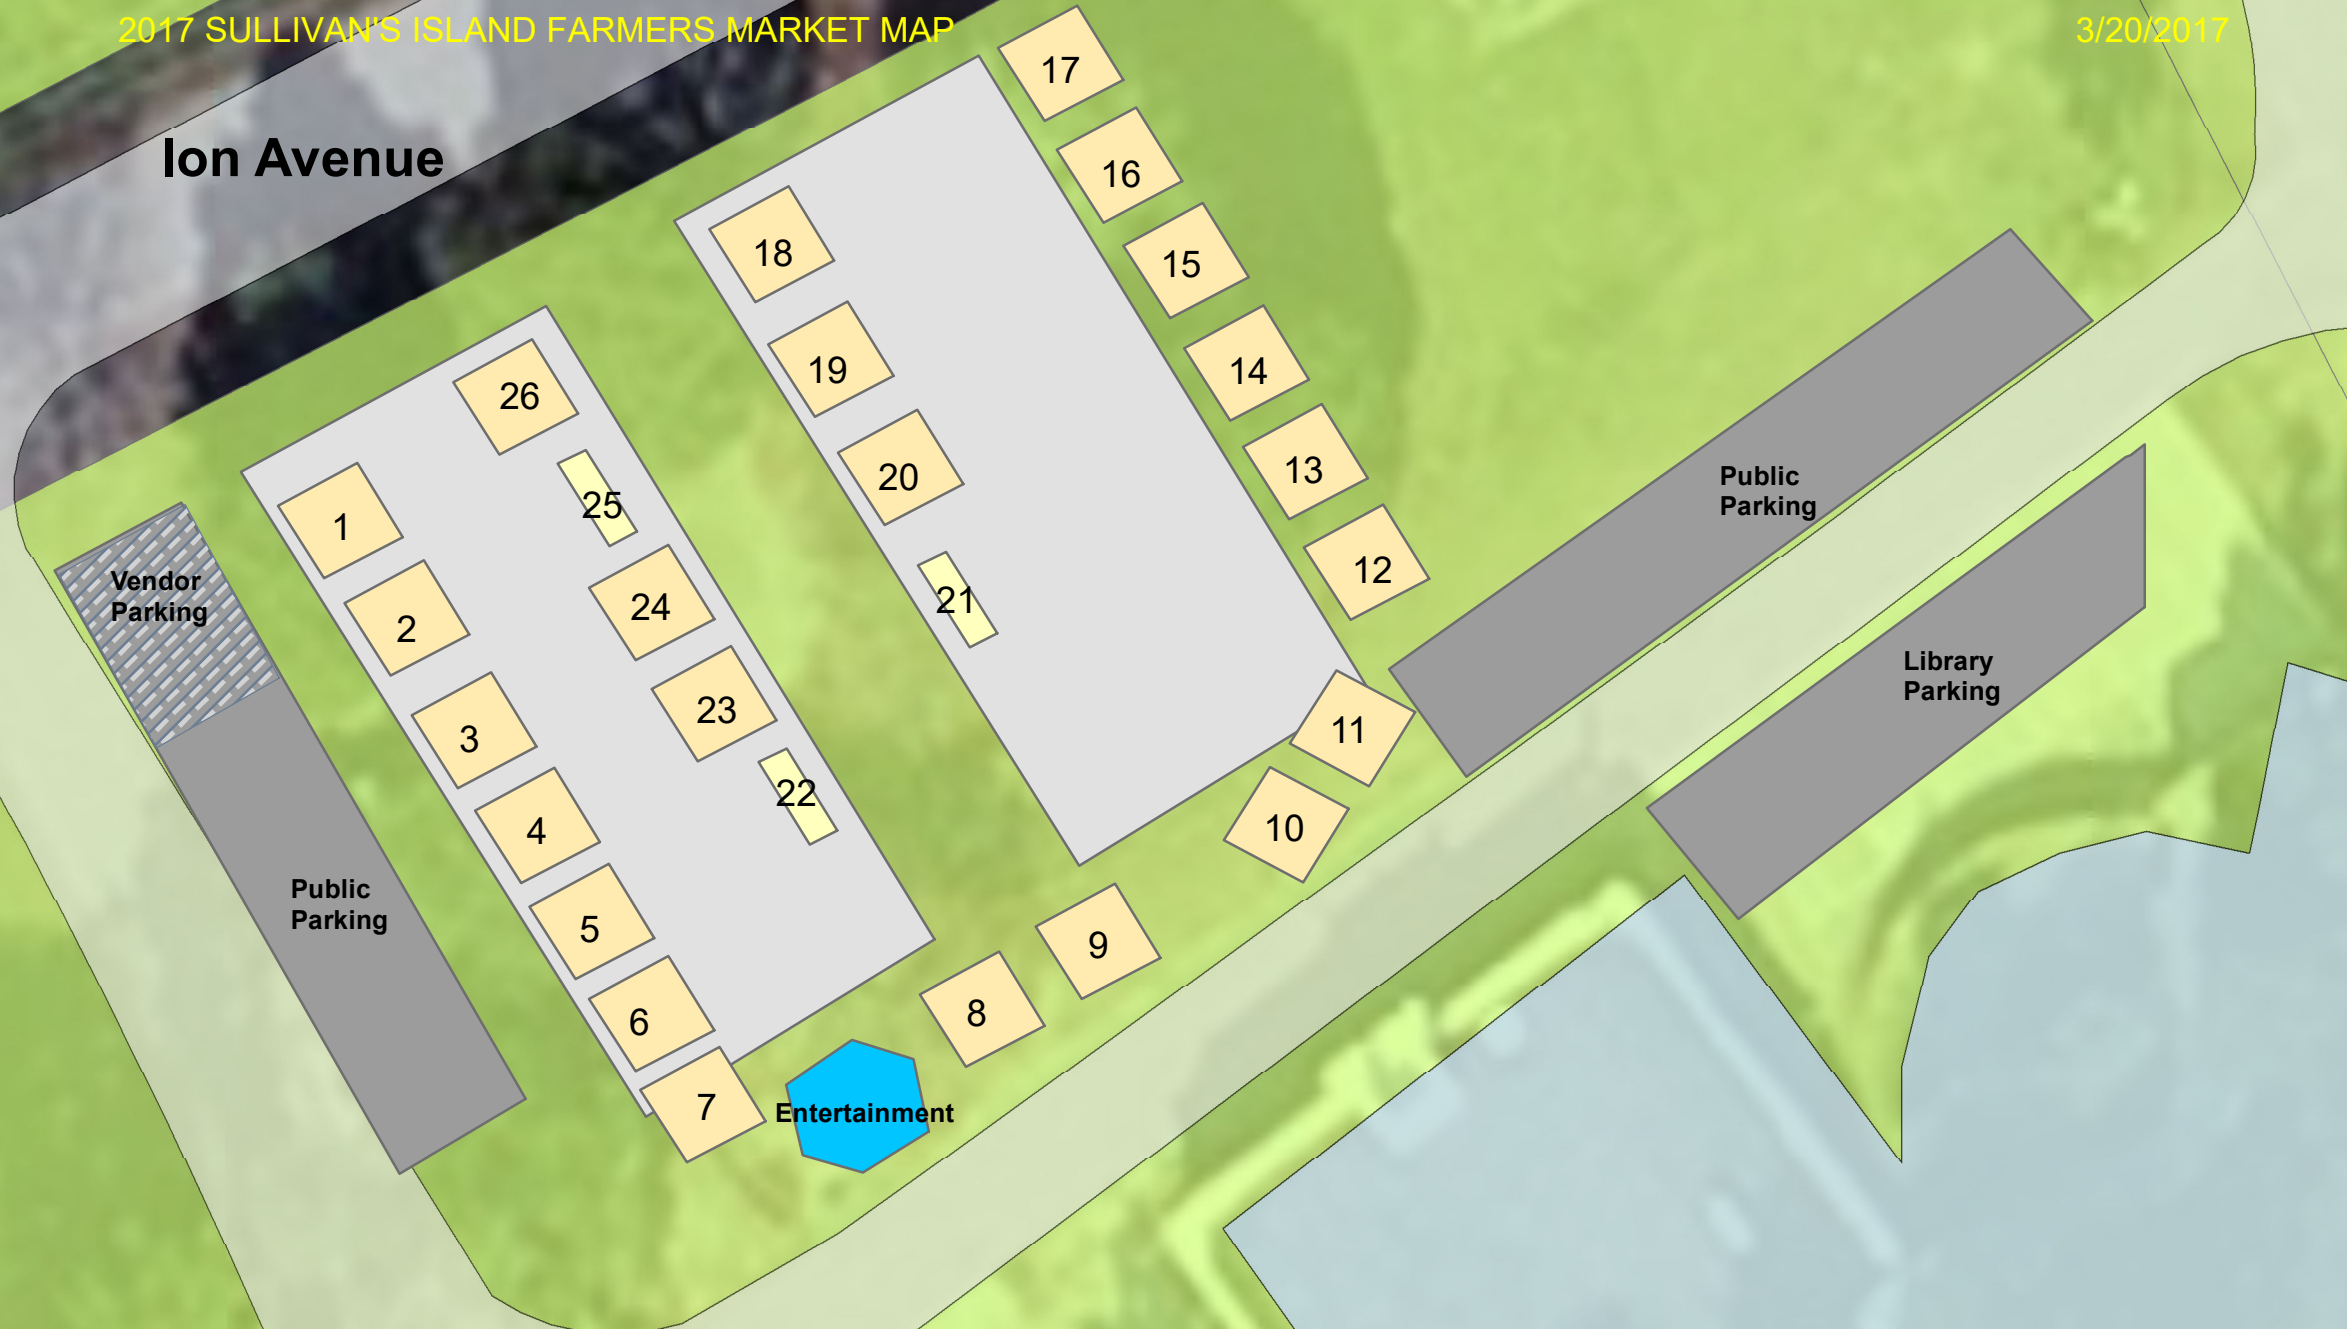 2017 SULLIVAN'S ISLAND FARMERS MARKET MAP
3/20/2017
Ion Avenue
17
16
15
14
13
12
11
10
9
8
18
19
20
21
26
25
24
23
22
1
2
3
4
5
6
7
Entertainment
Vendor
Parking
Public
Parking
Public
Parking
Library
Parking